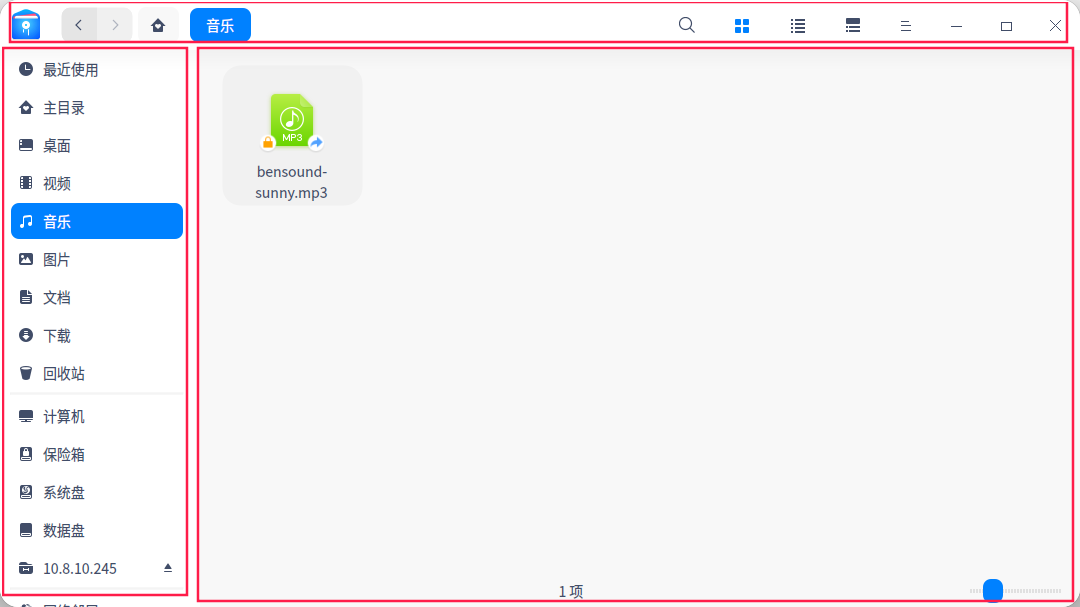 音乐
最近使用
主目录
桌面
视频
音乐
图片
文档
下载
回收站
计算机
保险箱
系统盘
数据盘
10.8.10.245
MP3
bensound-
sunny.mp3
1 项